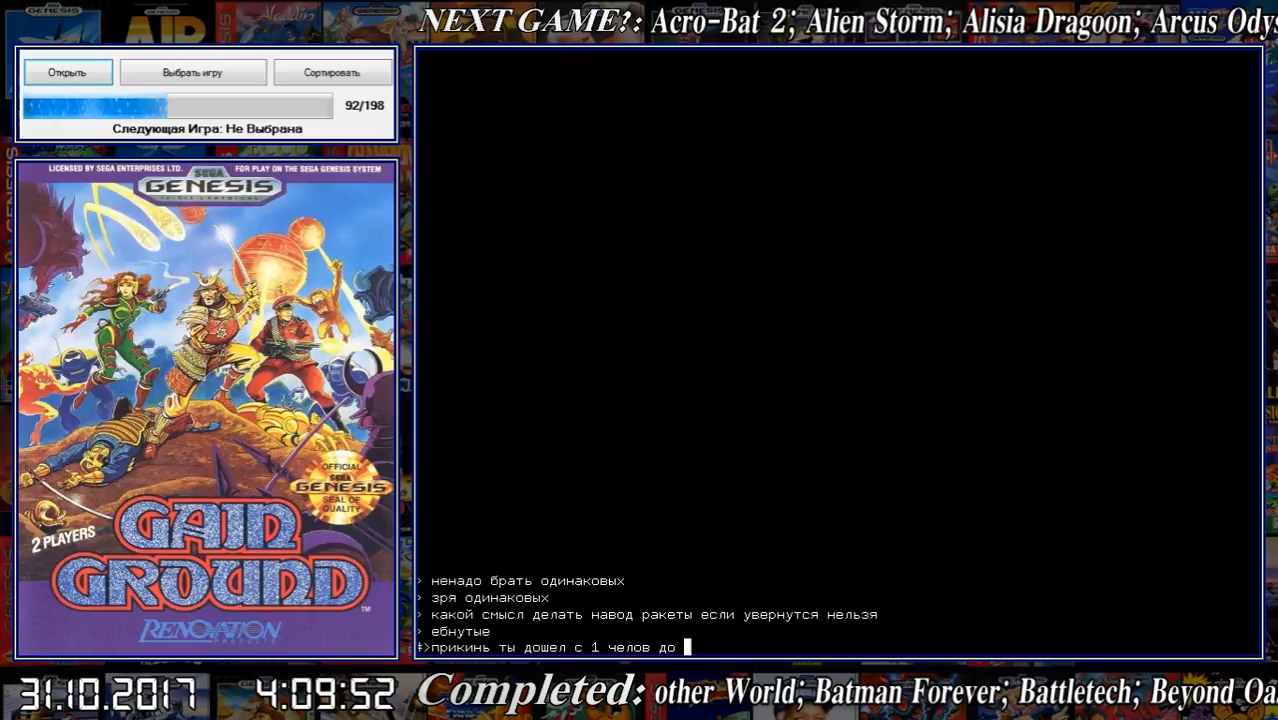 NEXT GAME?: Acro-Bat 2; Alien Storm; Alisia Dragoon; Arcus Odys
Открыть
Выбрать игру
Сортировать
92/198
Следующая Игра: Не Выбрана
LICENSED BY SEGA ENTERPRISES LTD.
FOR PLAY ON THE SEGA GENESIS SYSTEM
SEGA
GENESIS
OFFICIAL
SEGA
GENESIS
SEAL OF
QUALITY
2 PLAYERS
GAIN
GROUND
TM
RENOVATION
PRODUCTS
> ненадо брать одинаковых
> зря одинаковых
> какой смысл делать навод ракеты если увернутся нельзя
> ебнутые
>прикинь ты дошел с 1 челов до
31.10.2017
4:09:52
Completed: other World; Batman Forever; Battletech; Beyond Oa